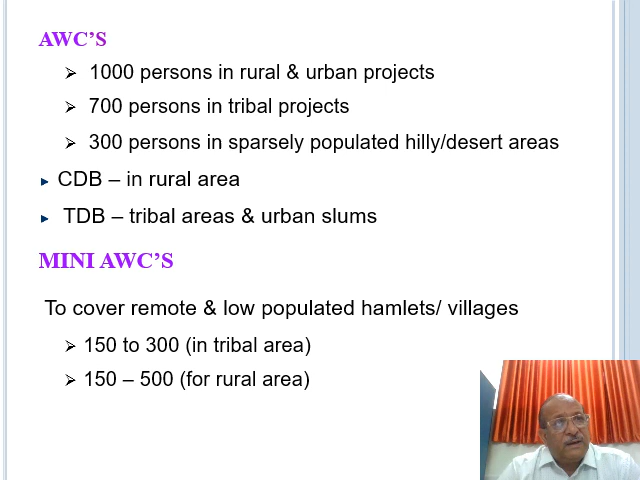 AWC’S
➢ 1000 persons in rural & urban projects
➢ 700 persons in tribal projects
➢ 300 persons in sparsely populated hilly/desert areas
► CDB – in rural area
► TDB – tribal areas & urban slums
MINI AWC’S
To cover remote & low populated hamlets/ villages
➢ 150 to 300 (in tribal area)
➢ 150 – 500 (for rural area)